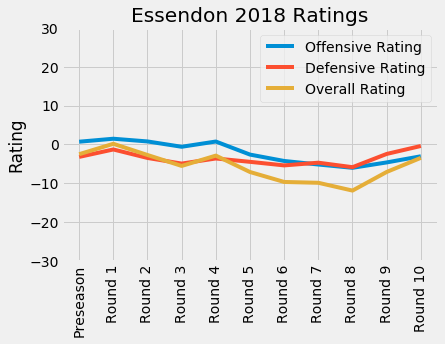 Essendon 2018 Ratings
Offensive Rating
Defensive Rating
Overall Rating
Rating
30
20
10
0
−10
−20
−30
Preseason
Round 1
Round 2
Round 3
Round 4
Round 5
Round 6
Round 7
Round 8
Round 9
Round 10